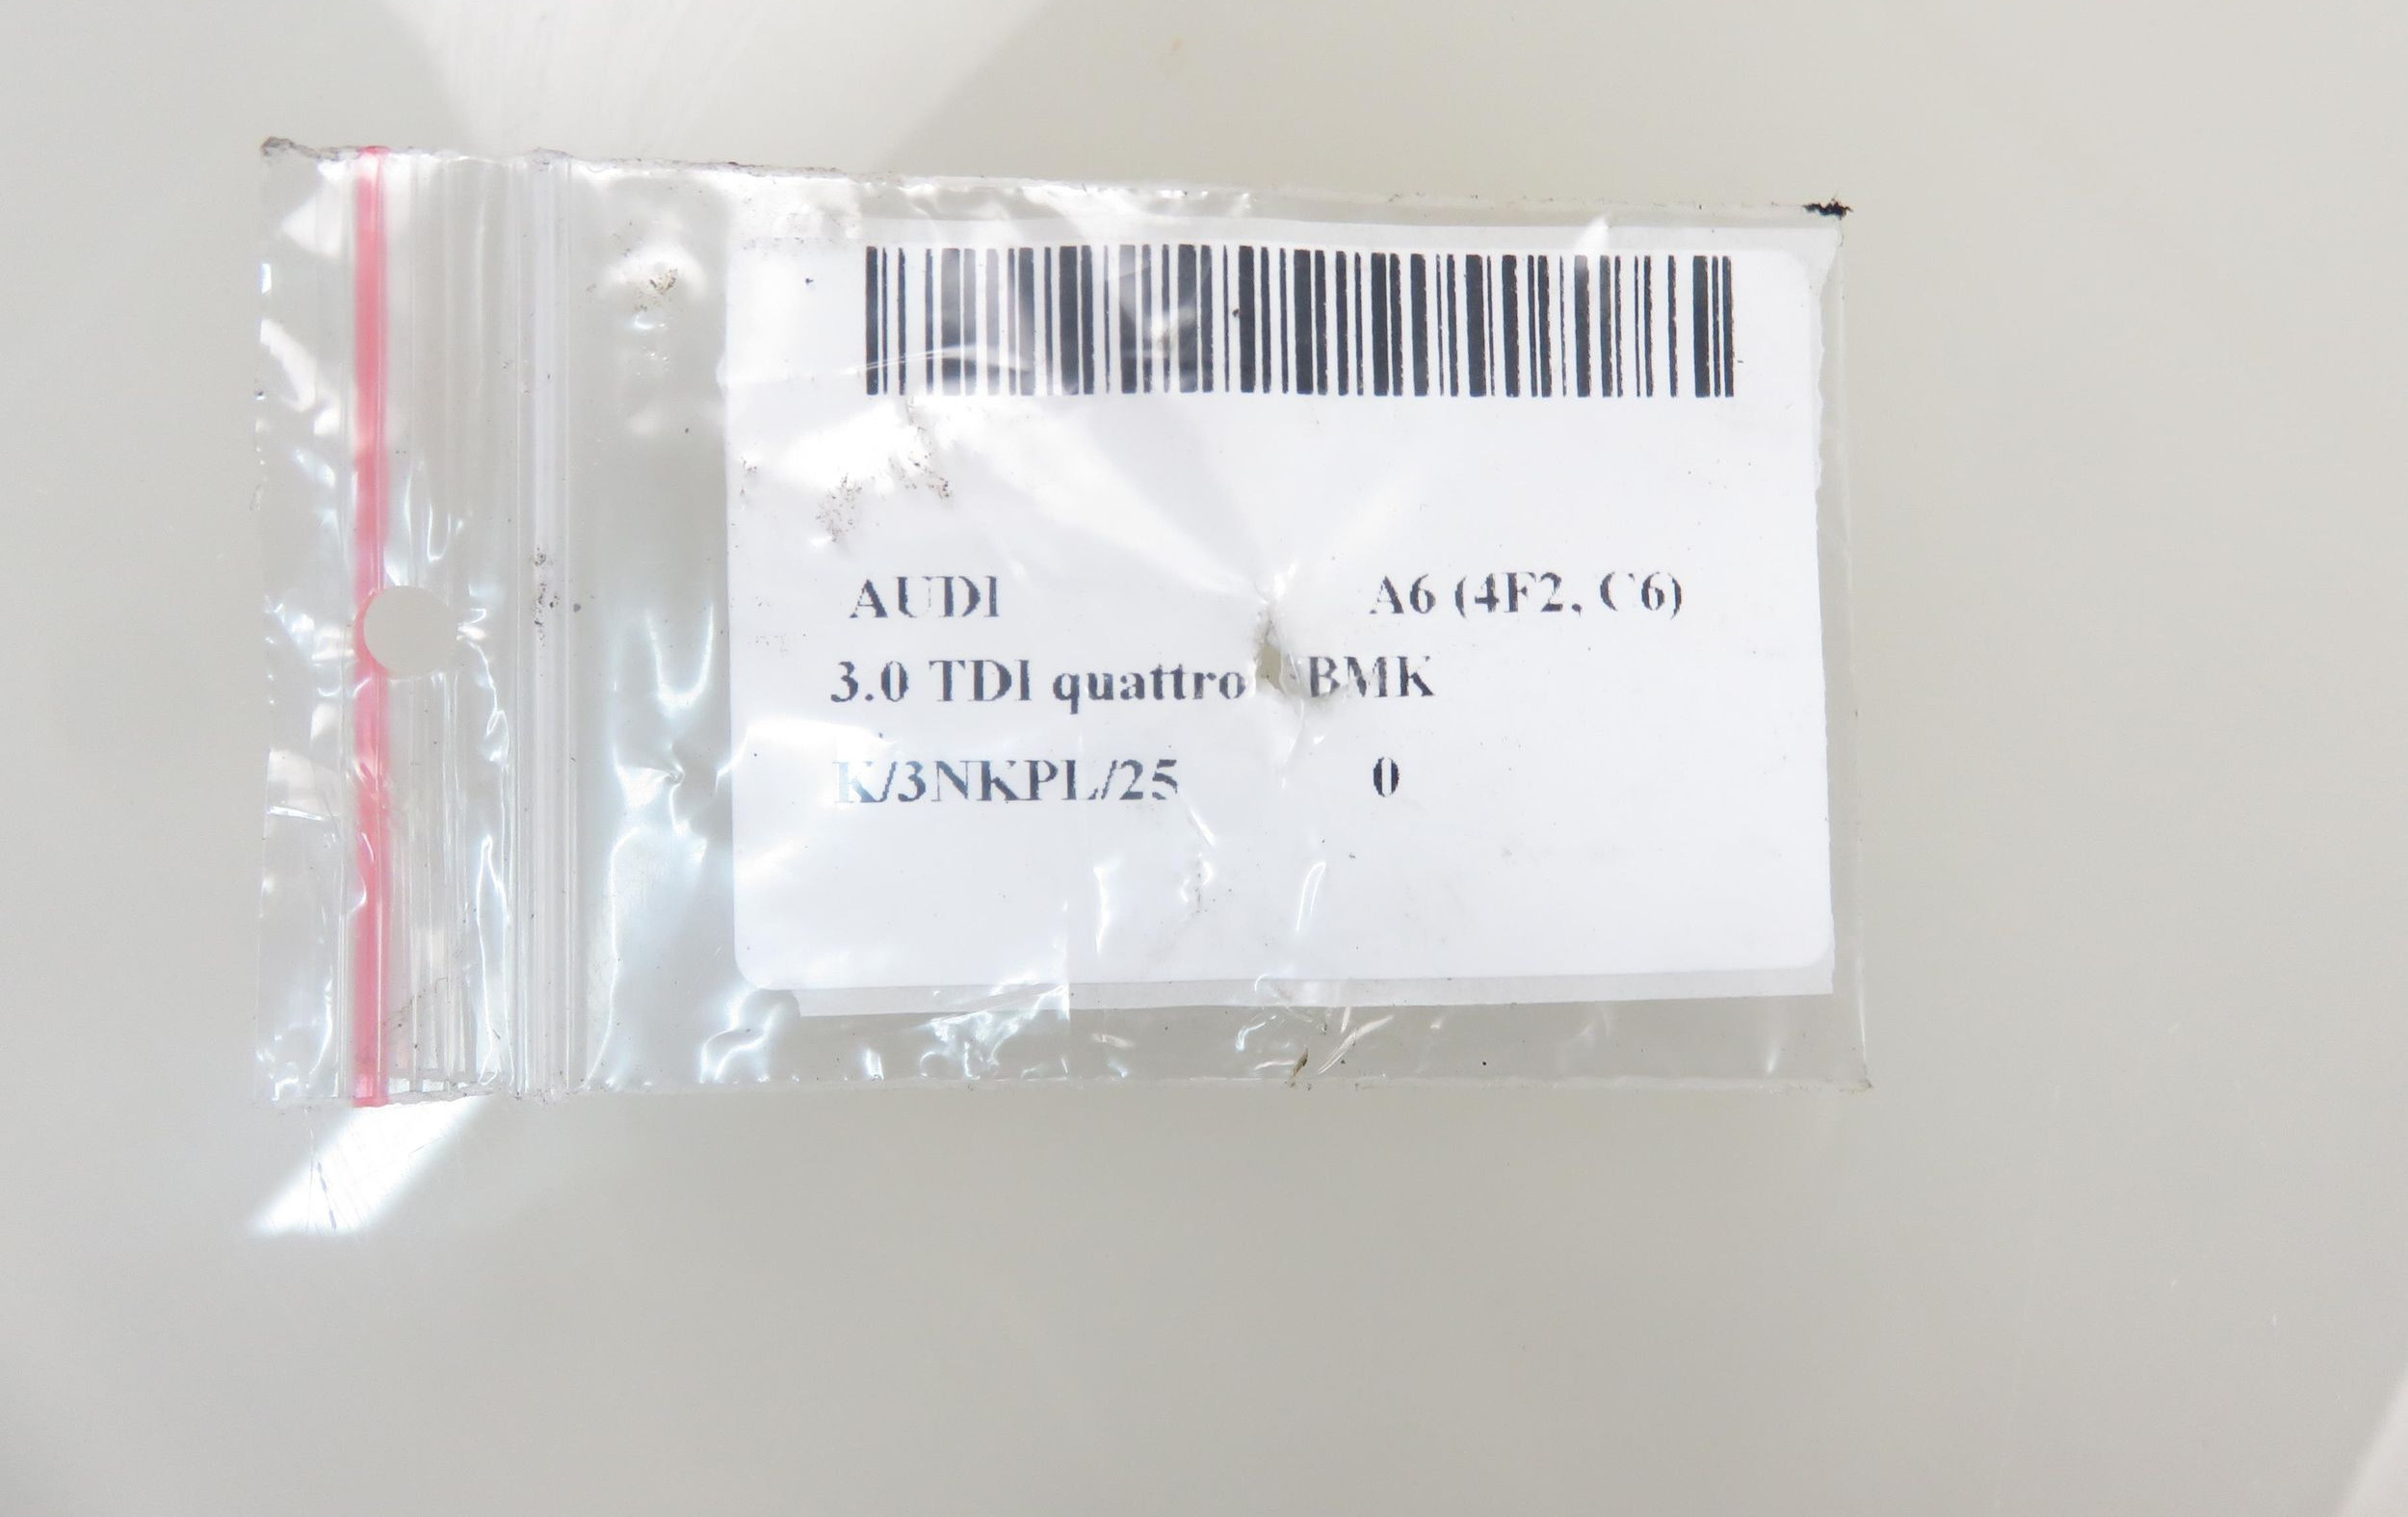 AUDI A6 (4F2, C6)
3.0 TDI quattro BMK
K/3NKPL/25 0